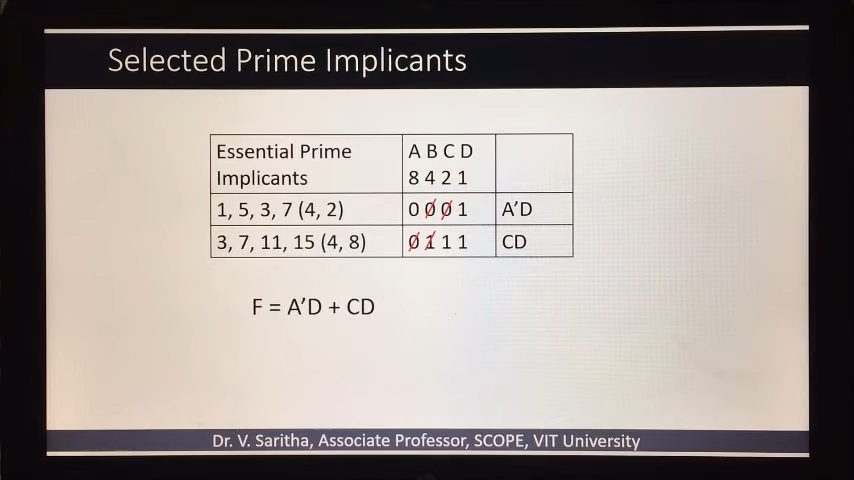 Selected Prime Implicants
Essential Prime Implicants
A B C D
8 4 2 1
1, 5, 3, 7 (4, 2)
0 0 0 1
A’D
3, 7, 11, 15 (4, 8)
0 1 1 1
CD
F = A’D + CD
Dr. V. Saritha, Associate Professor, SCOPE, VIT University